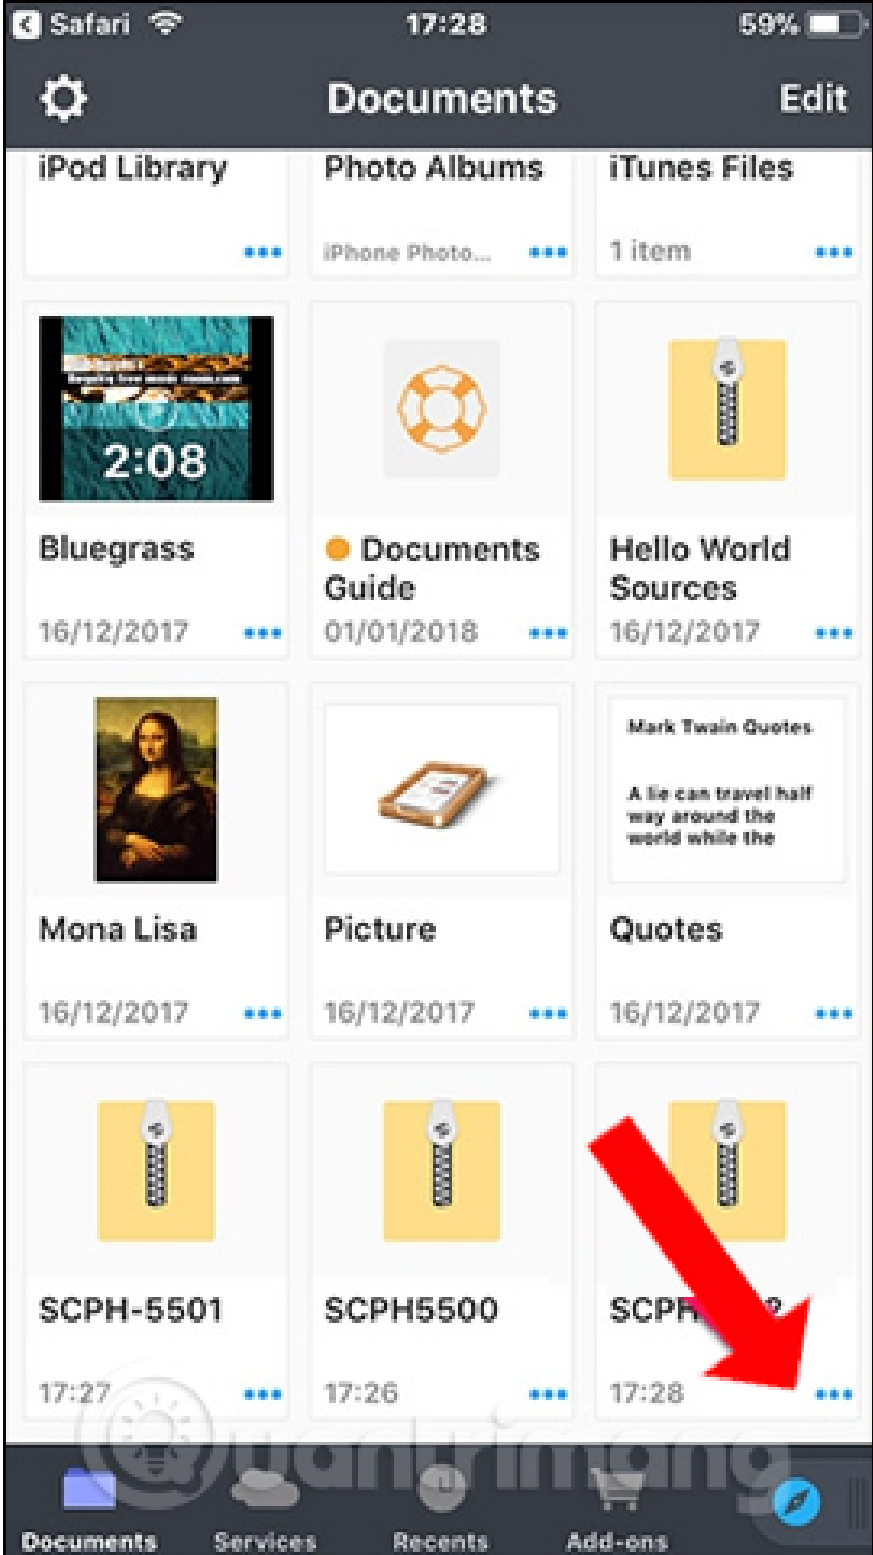 Safari 17:28 59%
Documents Edit
iPod Library Photo Albums iTunes Files
iPhone Photo... 1 item
2:08
Bluegrass
16/12/2017
Documents
Guide
01/01/2018
Hello World
Sources
16/12/2017
Mona Lisa
16/12/2017
Picture
16/12/2017
Mark Twain Quotes
A lie can travel half
way around the
world while the
Quotes
16/12/2017
SCPH-5501
17:27
SCPH5500
17:26
17:28
Quantrimang
Documents Services Recents Add-ons